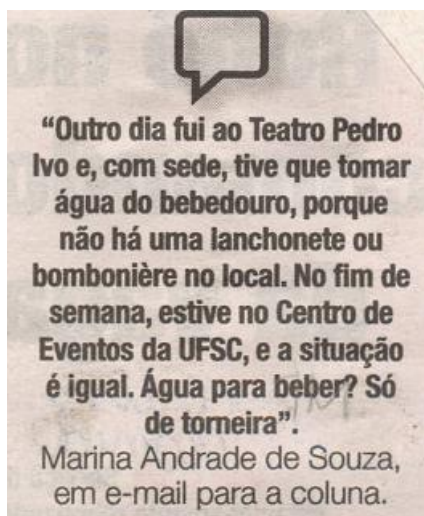 “Outro dia fui ao Teatro Pedro
Ivo e, com sede, tive que tomar
água do bebedouro, porque
não há uma lanchonete ou
bombonière no local. No fim de
semana, estive no Centro de
Eventos da UFSC, e a situação
é igual. Água para beber? Só
de torneira”.
Marina Andrade de Souza,
em e-mail para a coluna.